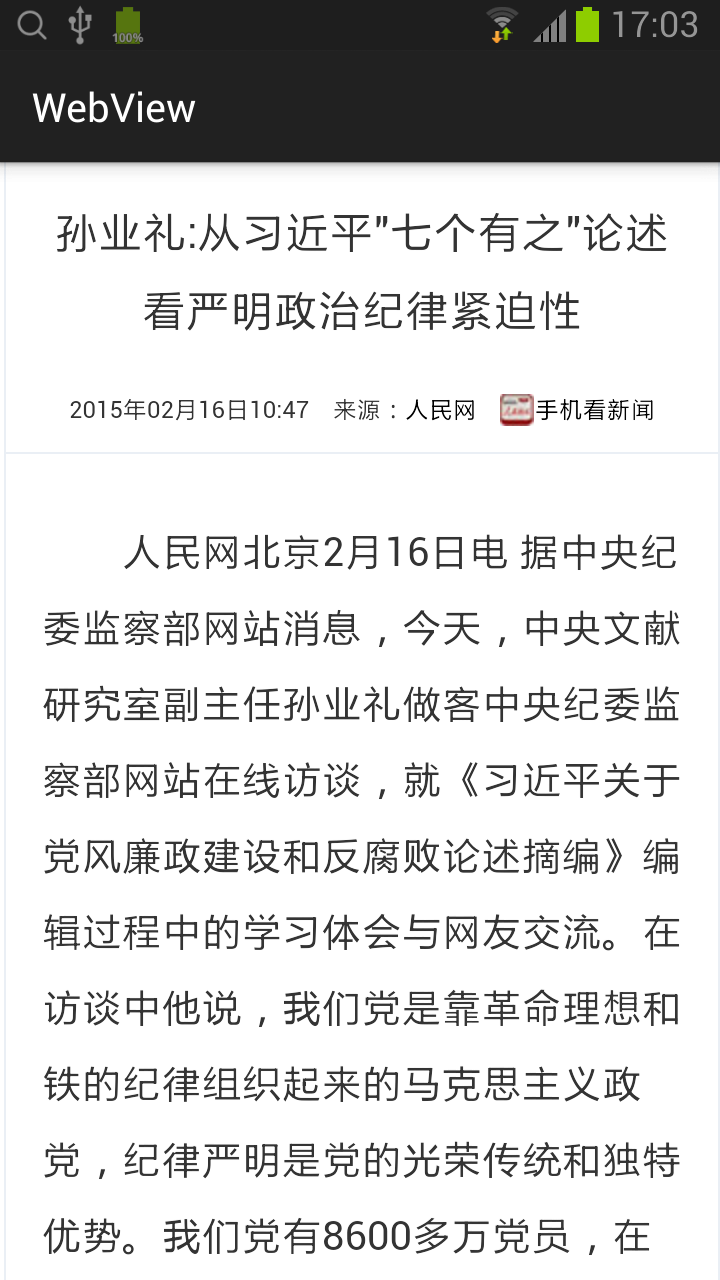 100%
17:03
WebView
孙业礼:从习近平"七个有之"论述
看严明政治纪律紧迫性
2015年02月16日10:47 来源：人民网 手机看新闻
人民网北京2月16日电 据中央纪
委监察部网站消息，今天，中央文献
研究室副主任孙业礼做客中央纪委监
察部网站在线访谈，就《习近平关于
党风廉政建设和反腐败论述摘编》编
辑过程中的学习体会与网友交流。在
访谈中他说，我们党是靠革命理想和
铁的纪律组织起来的马克思主义政
党，纪律严明是党的光荣传统和独特
优势。我们党有8600多万党员，在